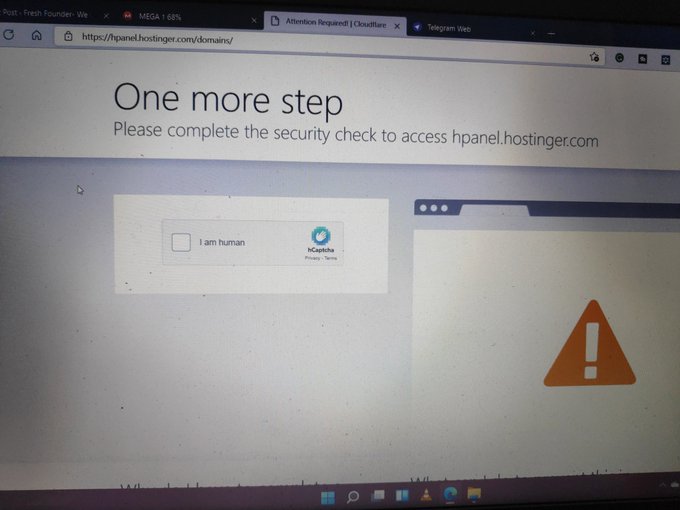 Post - Fresh Founder- We
MEGA ↑ 68%
Attention Required! | Cloudflare
Telegram Web
https://hpanel.hostinger.com/domains/
One more step
Please complete the security check to access hpanel.hostinger.com
I am human
hCaptcha
Privacy - Terms